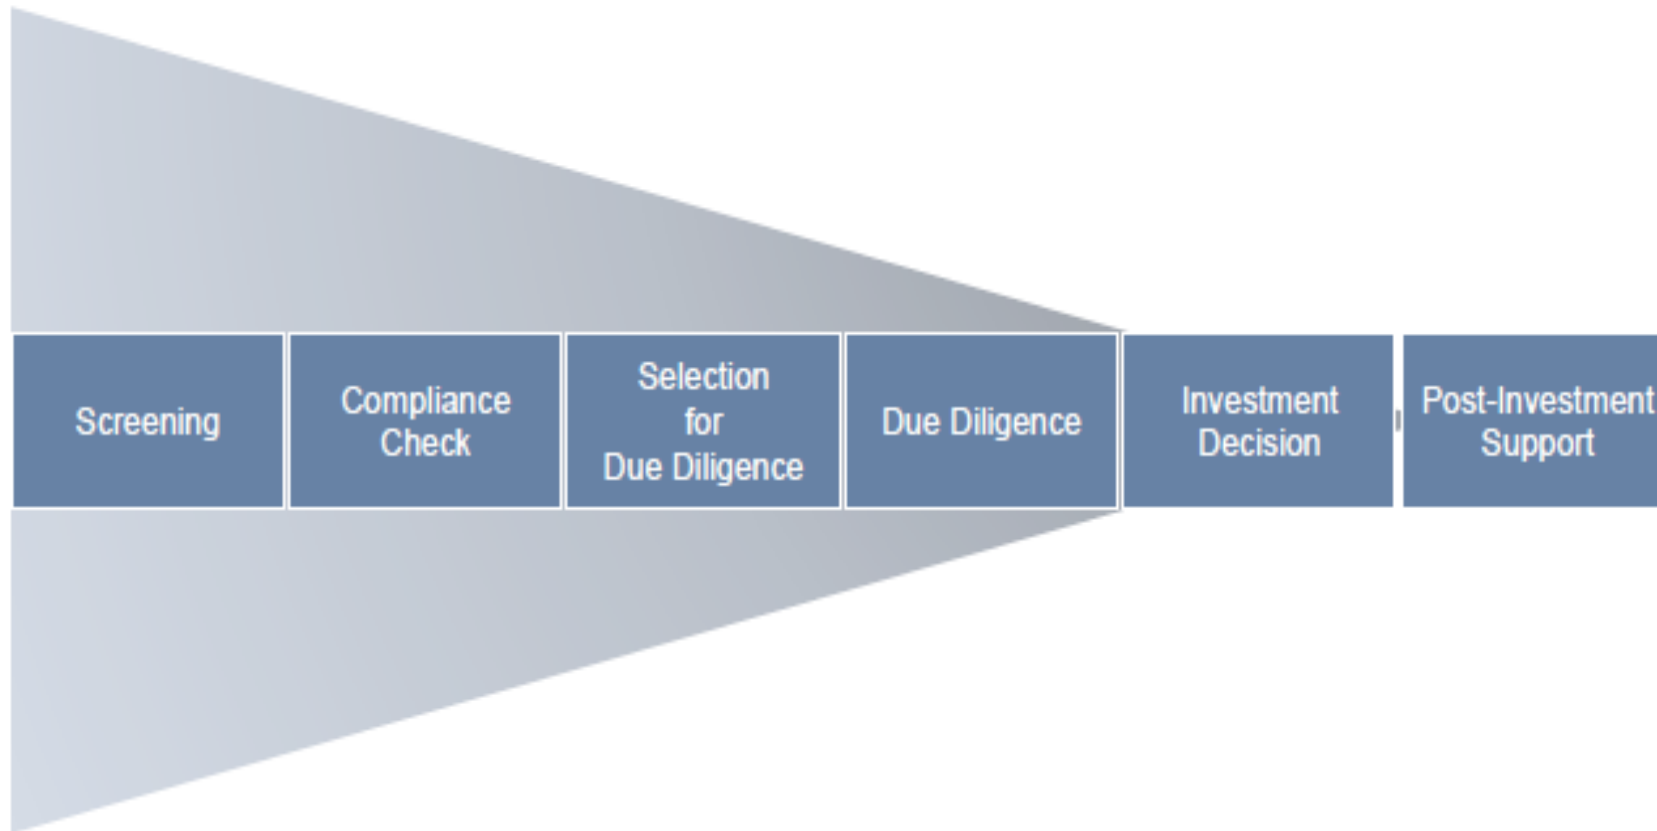 Screening
Compliance
Check
Selection
for
Due Diligence
Due Diligence
Investment
Decision
Post-Investment
Support